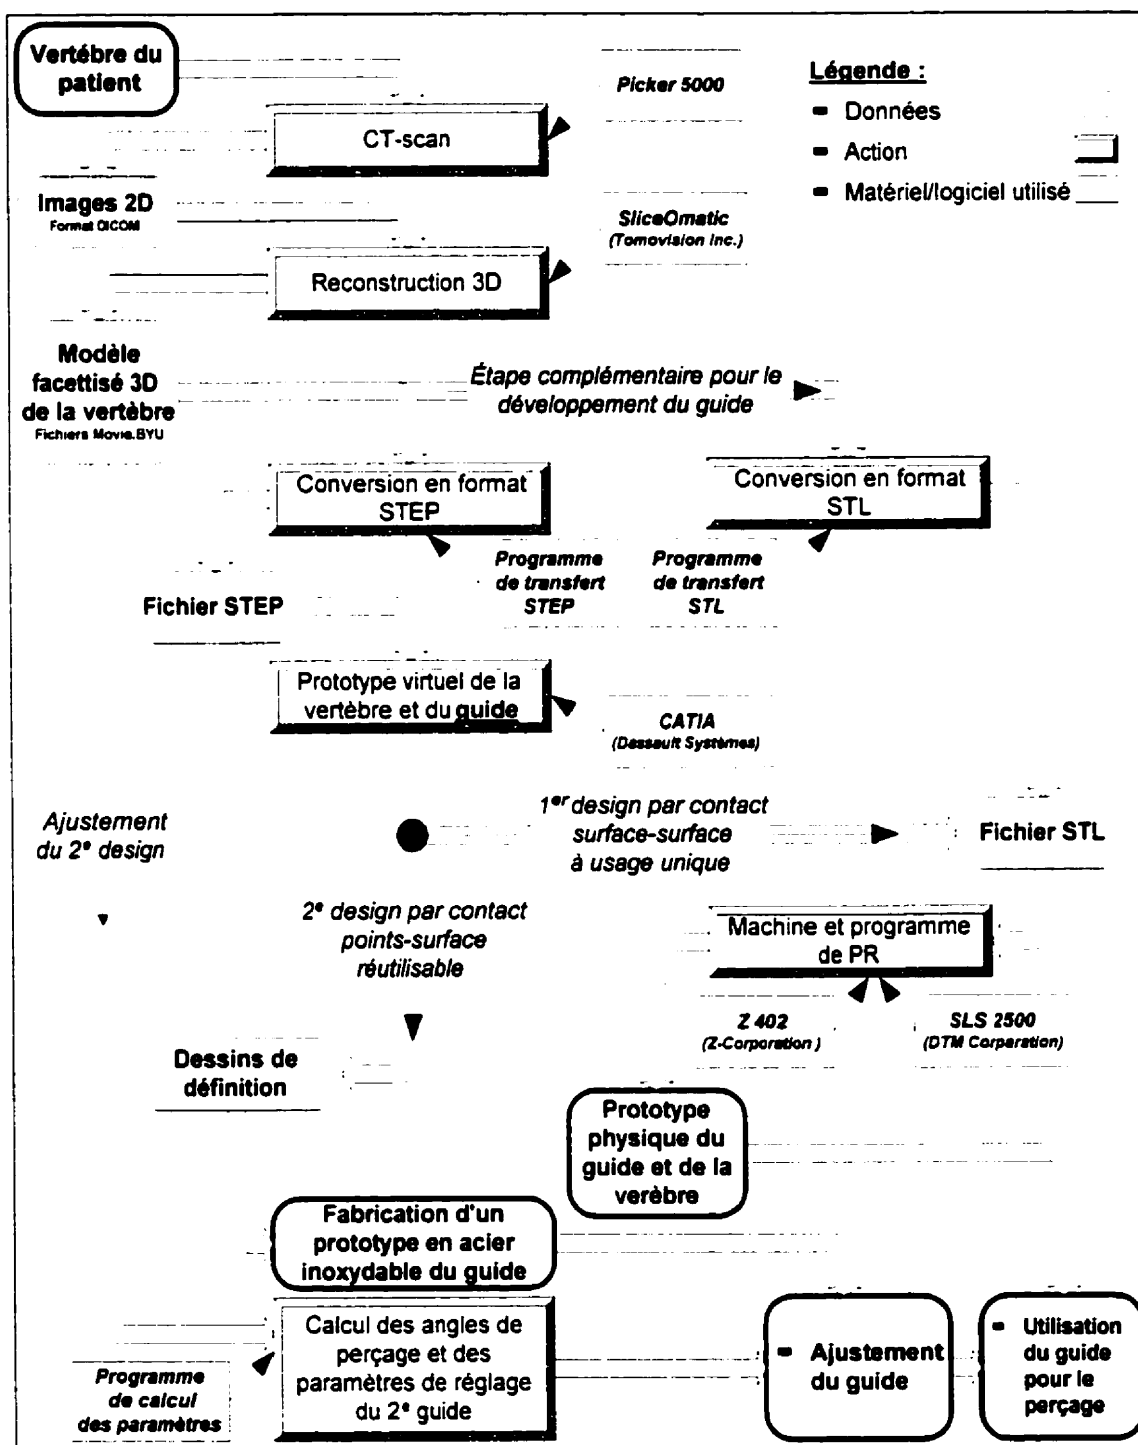 Vertébre du
patient
Picker 5000
Légende :
- Données
- Action
- Matériel/logiciel utilisé
CT-scan
Images 2D
Format DICOM
SliceOmatic
(Tomovision Inc.)
Reconstruction 3D
Modèle
facettisé 3D
de la vertèbre
Fichiers Movie.BYU
Étape complémentaire pour le
développement du guide
Conversion en format
STEP
Conversion en format
STL
Programme
de transfert
STEP
Programme
de transfert
STL
Fichier STEP
Prototype virtuel de la
vertèbre et du guide
CATIA
(Dassault Systèmes)
Ajustement
du 2e design
1er design par contact
surface-surface
à usage unique
Fichier STL
2e design par contact
points-surface
réutilisable
Machine et programme
de PR
Z 402
(Z-Corporation )
SLS 2500
(DTM Corporation)
Dessins de
définition
Prototype
physique du
guide et de la
verèbre
Fabrication d'un
prototype en acier
inoxydable du guide
Calcul des angles de
perçage et des
paramètres de réglage
du 2e guide
Programme
de calcul
des paramètres
- Ajustement
du guide
- Utilisation
du guide
pour le
perçage